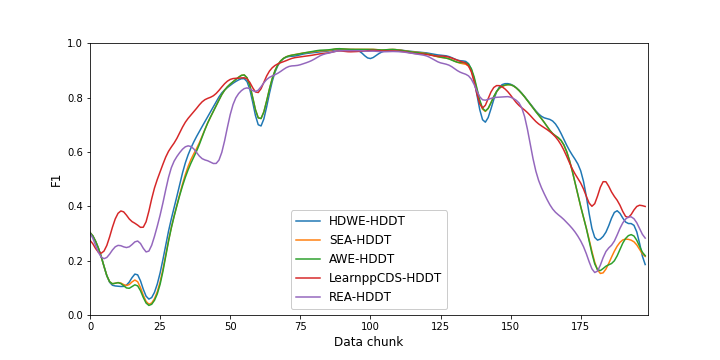 1.0
0.8
0.6
0.4
0.2
0.0
F1
HDWE-HDDT
SEA-HDDT
AWE-HDDT
LearnppCDS-HDDT
REA-HDDT
0 25 50 75 100 125 150 175
Data chunk